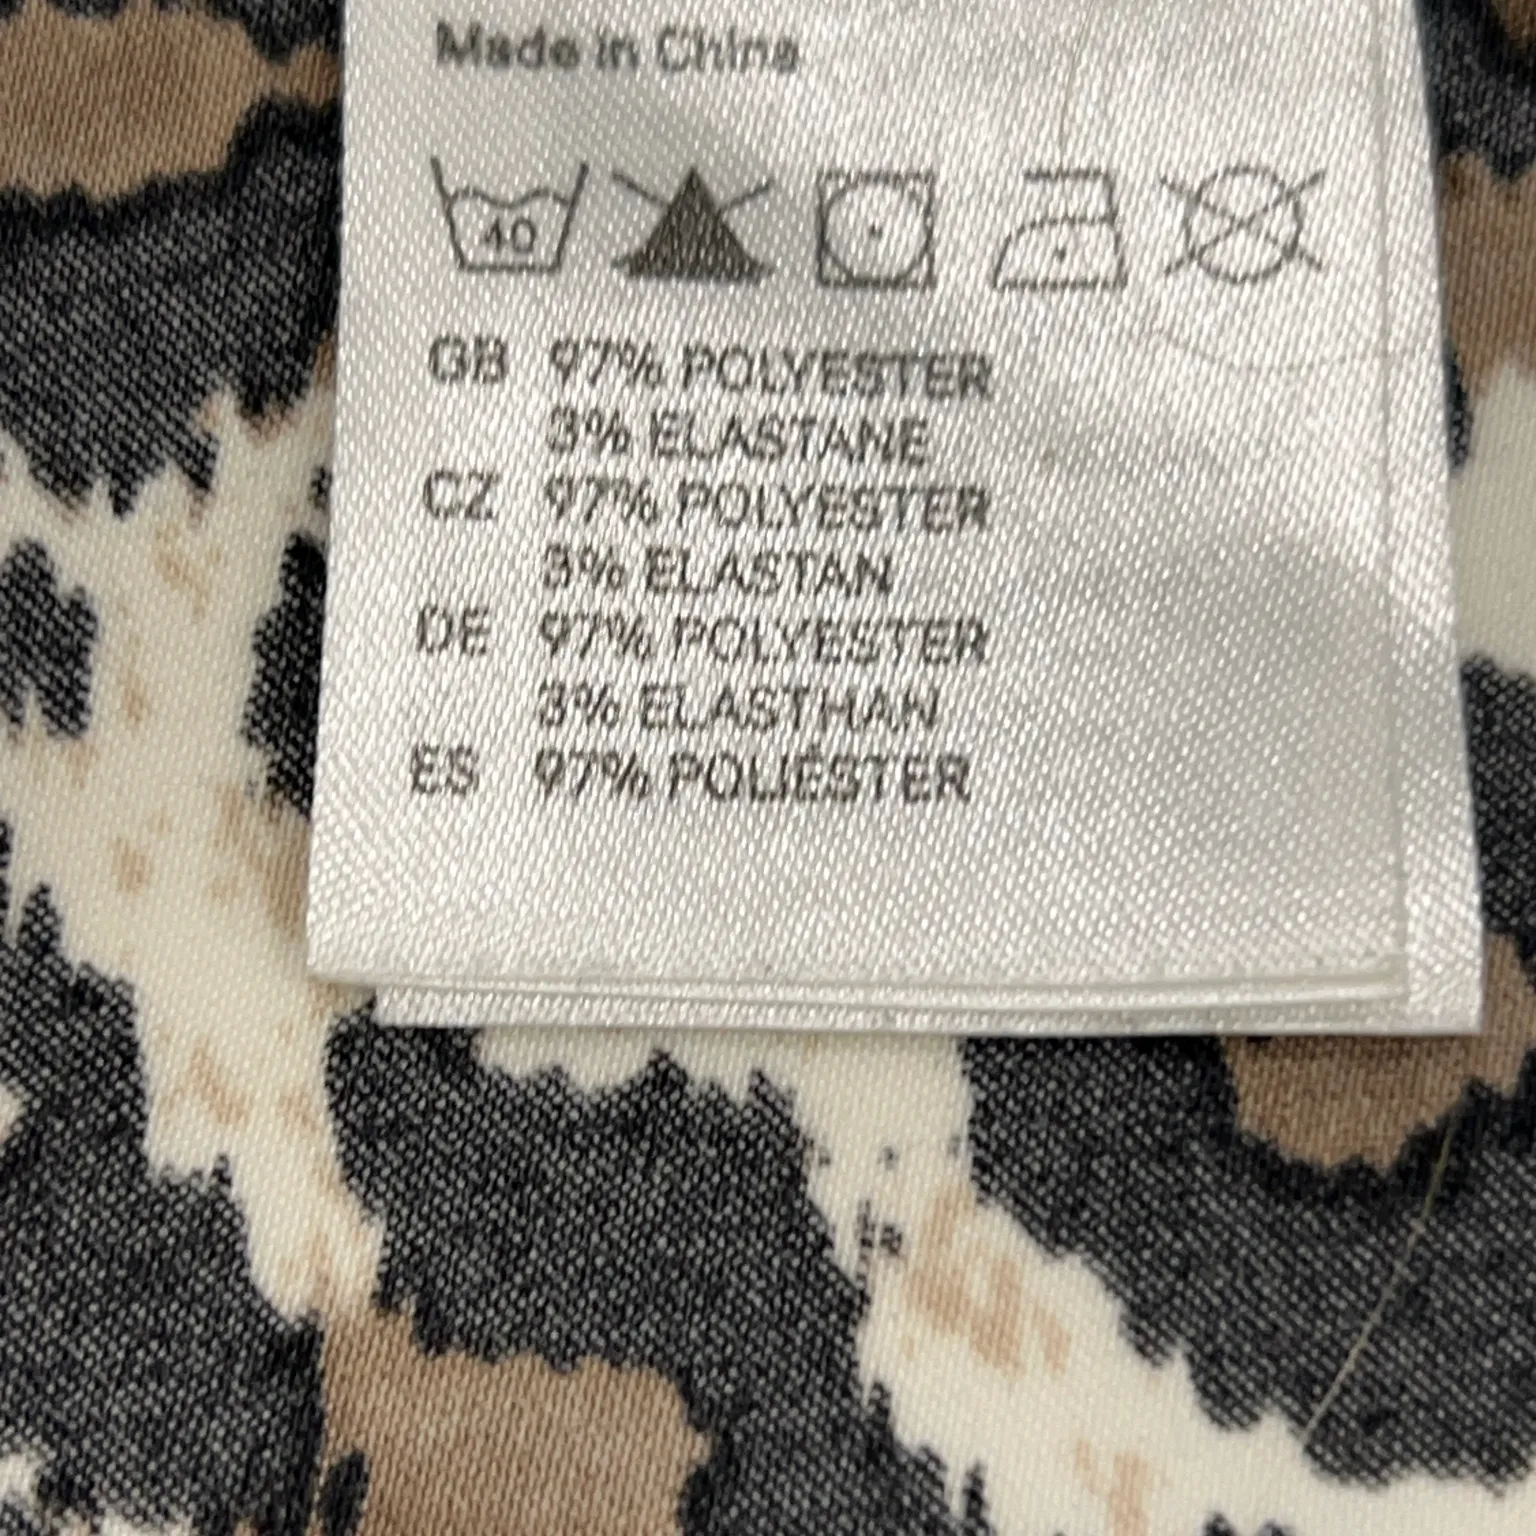 Made in China
40
GB 97% POLYESTER
3% ELASTANE
CZ 97% POLYESTER
3% ELASTAN
DE 97% POLYESTER
3% ELASTHAN
ES 97% POLIÉSTER